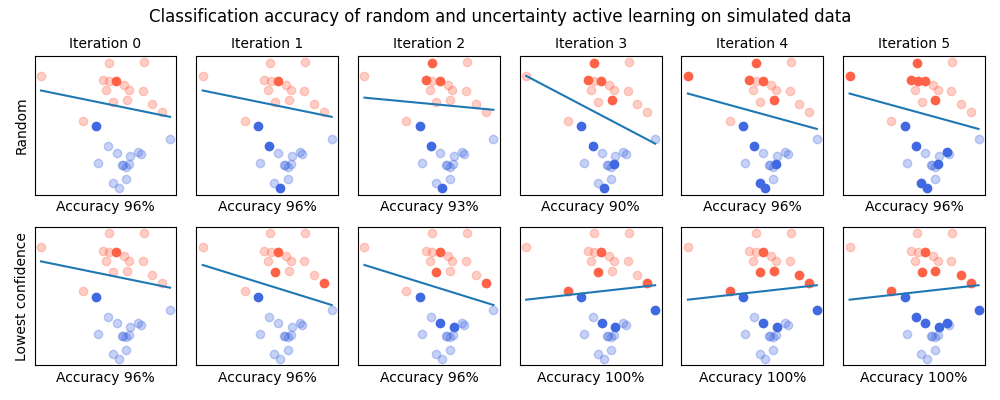 Classification accuracy of random and uncertainty active learning on simulated data
Iteration 0 Iteration 1 Iteration 2 Iteration 3 Iteration 4 Iteration 5
Random
Accuracy 96% Accuracy 96% Accuracy 93% Accuracy 90% Accuracy 96% Accuracy 96%
Lowest confidence
Accuracy 96% Accuracy 96% Accuracy 96% Accuracy 100% Accuracy 100% Accuracy 100%